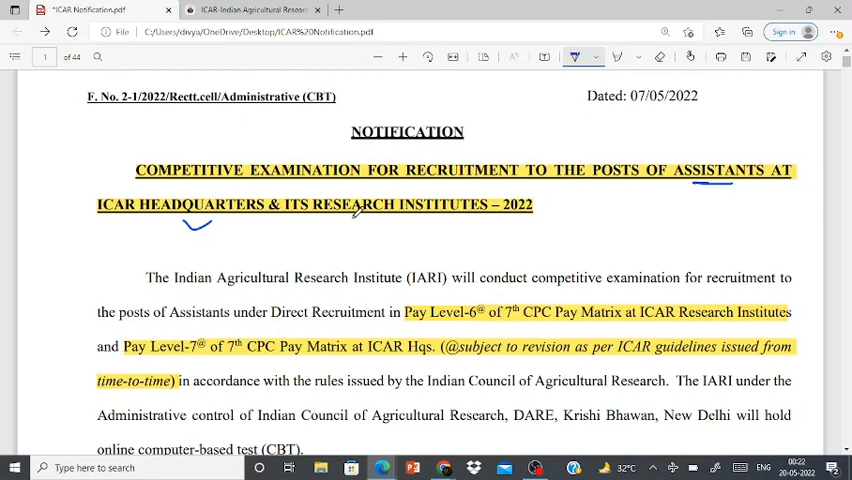 *ICAR Notification.pdf
ICAR-Indian Agricultural Resear
File
C:/Users/divya/OneDrive/Desktop/ICAR%20Notification.pdf
Sign in
1 of 44
F. No. 2-1/2022/Rectt.cell/Administrative (CBT)
Dated: 07/05/2022
NOTIFICATION
COMPETITIVE EXAMINATION FOR RECRUITMENT TO THE POSTS OF ASSISTANTS AT
ICAR HEADQUARTERS & ITS RESEARCH INSTITUTES – 2022
The Indian Agricultural Research Institute (IARI) will conduct competitive examination for recruitment to
the posts of Assistants under Direct Recruitment in Pay Level-6@ of 7th CPC Pay Matrix at ICAR Research Institutes
and Pay Level-7@ of 7th CPC Pay Matrix at ICAR Hqs. (@subject to revision as per ICAR guidelines issued from
time-to-time) in accordance with the rules issued by the Indian Council of Agricultural Research. The IARI under the
Administrative control of Indian Council of Agricultural Research, DARE, Krishi Bhawan, New Delhi will hold
online computer-based test (CBT).
Type here to search
32°C
ENG
00:22
20-05-2022
2